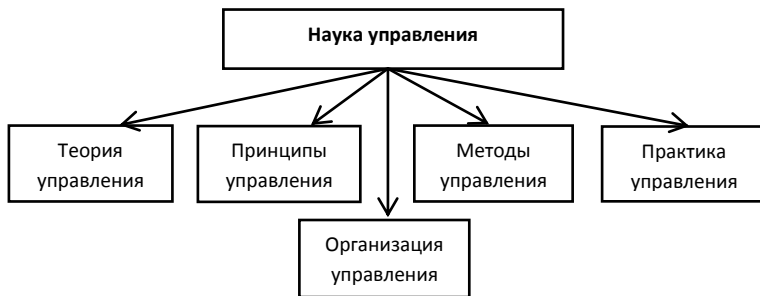 Наука управления
Теория
управления
Принципы
управления
Методы
управления
Практика
управления
Организация
управления